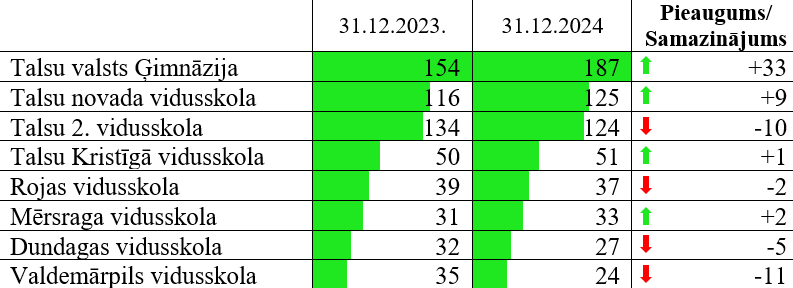 31.12.2023. 31.12.2024 Pieaugums/
Samazinājums
Talsu valsts Ģimnāzija 154 187 +33
Talsu novada vidusskola 116 125 +9
Talsu 2. vidusskola 134 124 -10
Talsu Kristīgā vidusskola 50 51 +1
Rojas vidusskola 39 37 -2
Mērsraga vidusskola 31 33 +2
Dundagas vidusskola 32 27 -5
Valdemārpils vidusskola 35 24 -11